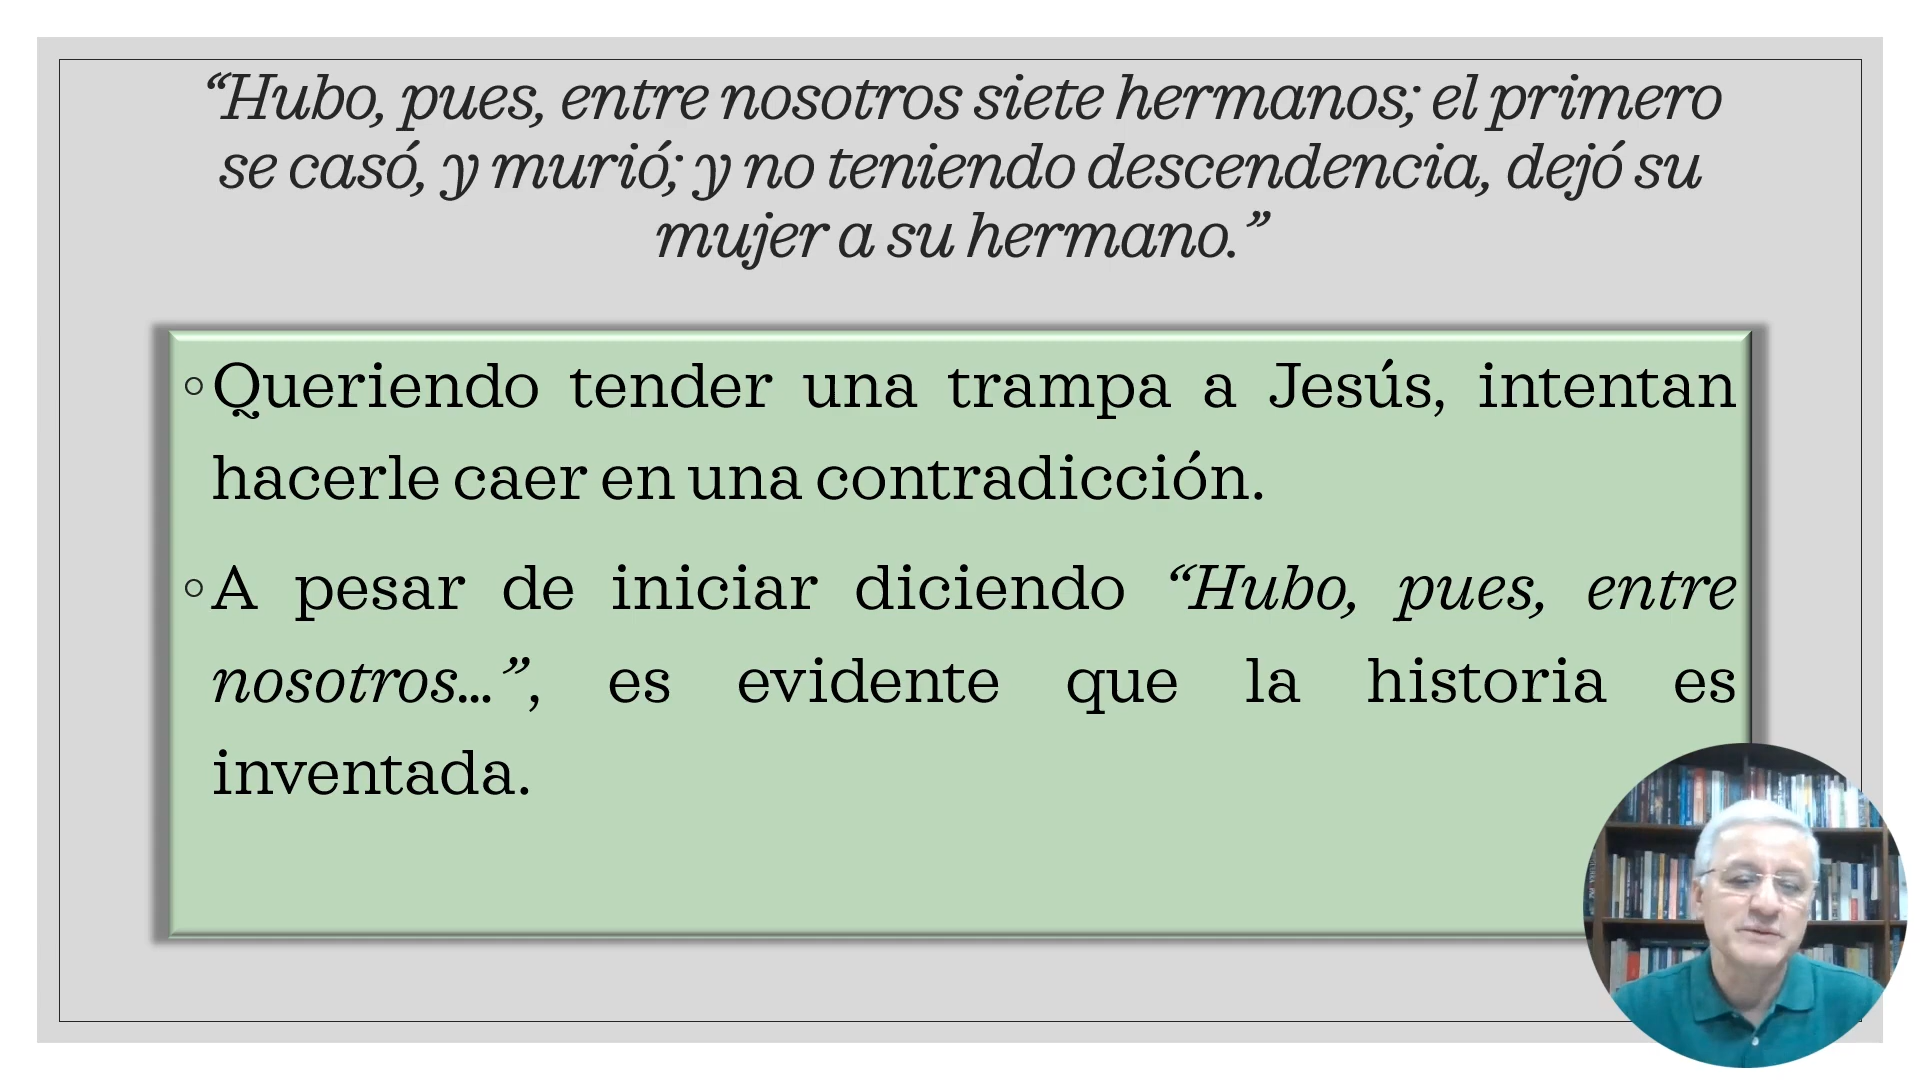 “Hubo, pues, entre nosotros siete hermanos; el primero
se casó, y murió; y no teniendo descendencia, dejó su
mujer a su hermano.”
◦Queriendo tender una trampa a Jesús, intentan
hacerle caer en una contradicción.
◦A pesar de iniciar diciendo “Hubo, pues, entre
nosotros…”, es evidente que la historia es
inventada.